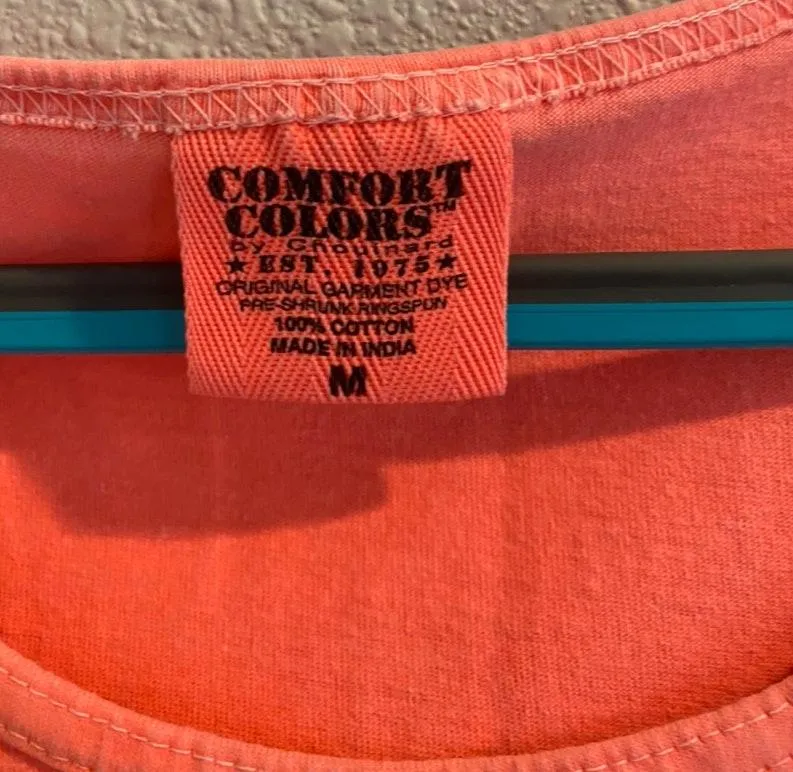 COMFORT
COLORS™
by Chouinard
★ EST. 1975 ★
ORIGINAL GARMENT DYE
PRE-SHRUNK RINGSPUN
100% COTTON
MADE IN INDIA
M